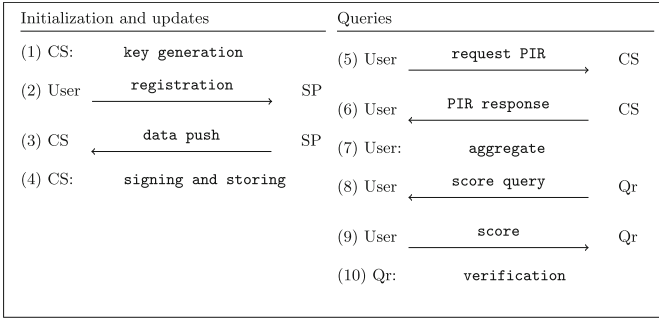 Initialization and updates
(1) CS: key generation
(2) User registration SP
(3) CS data push SP
(4) CS: signing and storing
Queries
(5) User request PIR CS
(6) User PIR response CS
(7) User: aggregate
(8) User score query Qr
(9) User score Qr
(10) Qr: verification